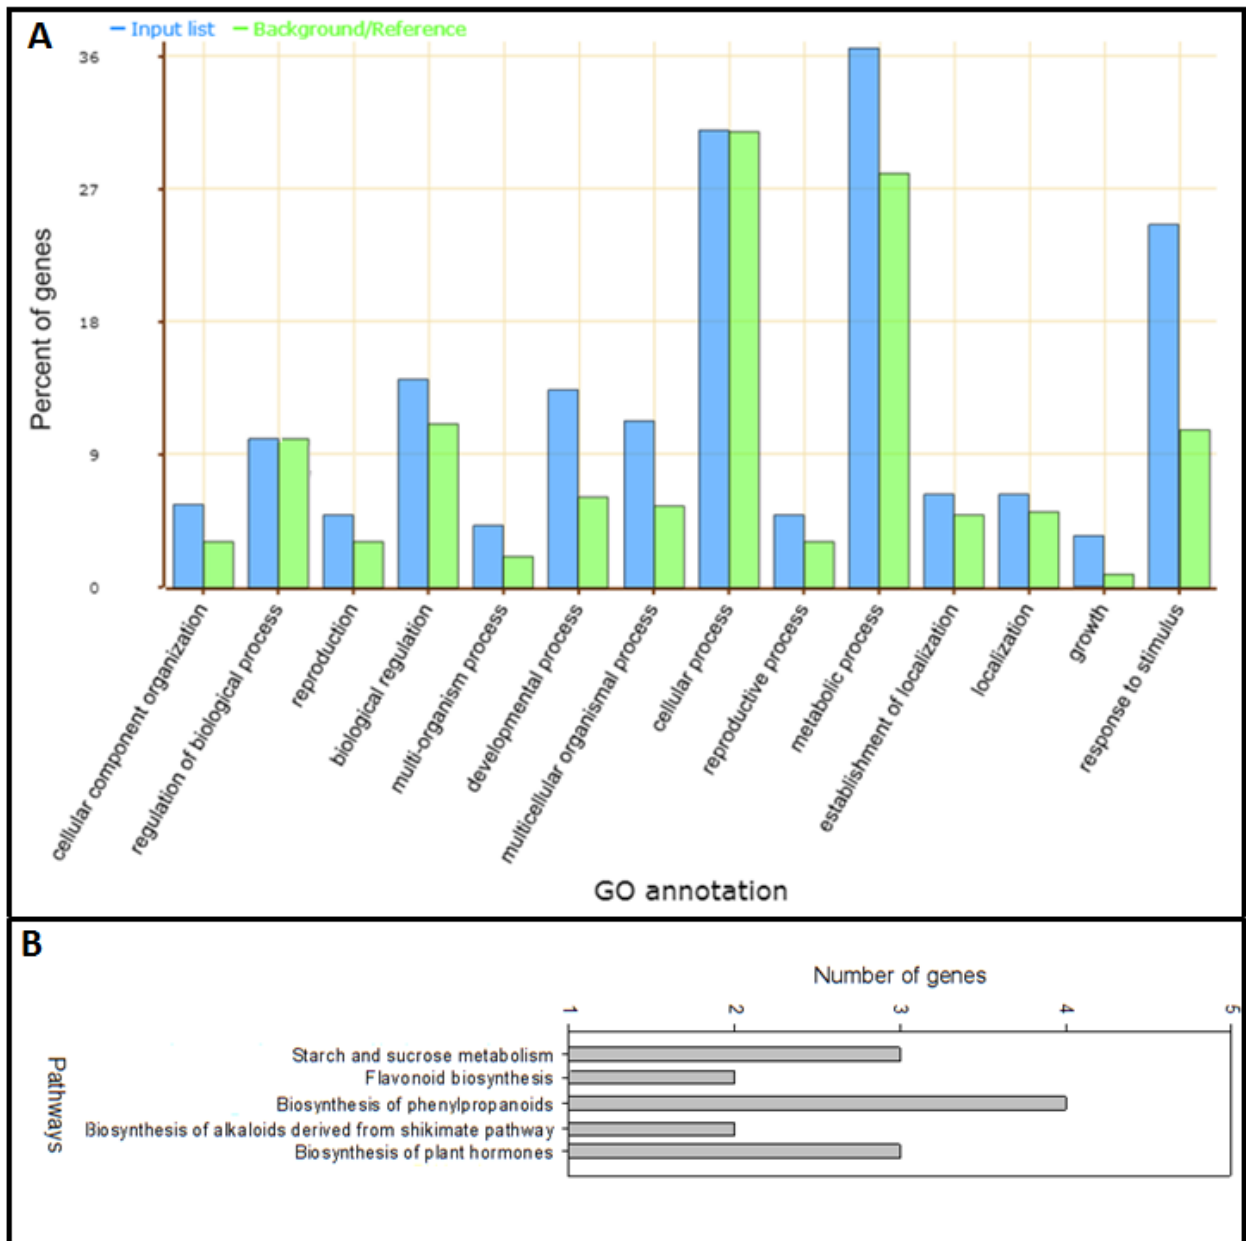 A
Input list
Background/Reference
36
27
18
9
0
Percent of genes
cellular component organization
regulation of biological process
reproduction
biological regulation
multi-organism process
developmental process
multicellular organismal process
cellular process
reproductive process
metabolic process
establishment of localization
localization
growth
response to stimulus
GO annotation
B
Number of genes
1 2 3 4 5
Pathways
Starch and sucrose metabolism
Flavonoid biosynthesis
Biosynthesis of phenylpropanoids
Biosynthesis of alkaloids derived from shikimate pathway
Biosynthesis of plant hormones